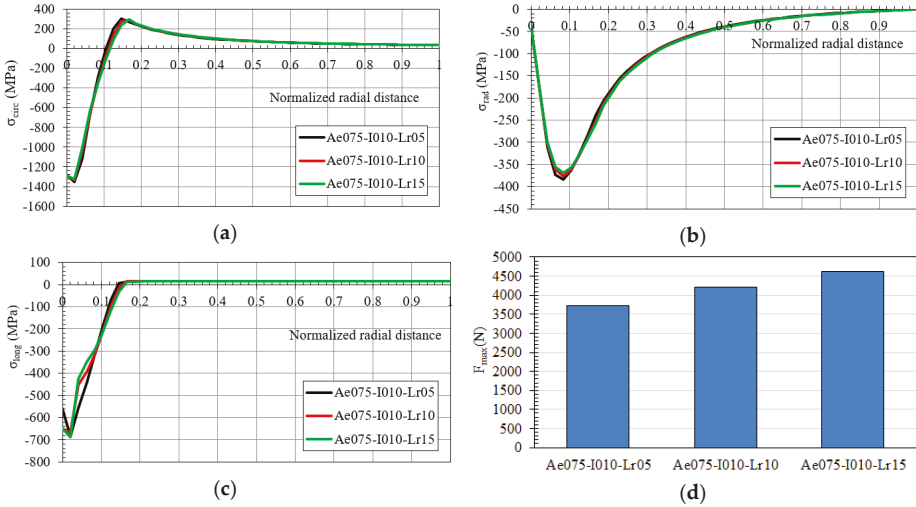 400
200
0
-200
-400
-600
-800
-1000
-1200
-1400
-1600
σcirc (MPa)
0 0.1 0.2 0.3 0.4 0.5 0.6 0.7 0.8 0.9 1
Normalized radial distance
Ae075-I010-Lr05
Ae075-I010-Lr10
Ae075-I010-Lr15
(a)
0
-50
-100
-150
-200
-250
-300
-350
-400
-450
σrad (MPa)
0 0.1 0.2 0.3 0.4 0.5 0.6 0.7 0.8 0.9 1
Normalized radial distance
Ae075-I010-Lr05
Ae075-I010-Lr10
Ae075-I010-Lr15
(b)
100
0
-100
-200
-300
-400
-500
-600
-700
-800
σlong (MPa)
0 0.1 0.2 0.3 0.4 0.5 0.6 0.7 0.8 0.9 1
Normalized radial distance
Ae075-I010-Lr05
Ae075-I010-Lr10
Ae075-I010-Lr15
(c)
5000
4500
4000
3500
3000
2500
2000
1500
1000
500
0
Fmax(N)
Ae075-I010-Lr05 Ae075-I010-Lr10 Ae075-I010-Lr15
(d)